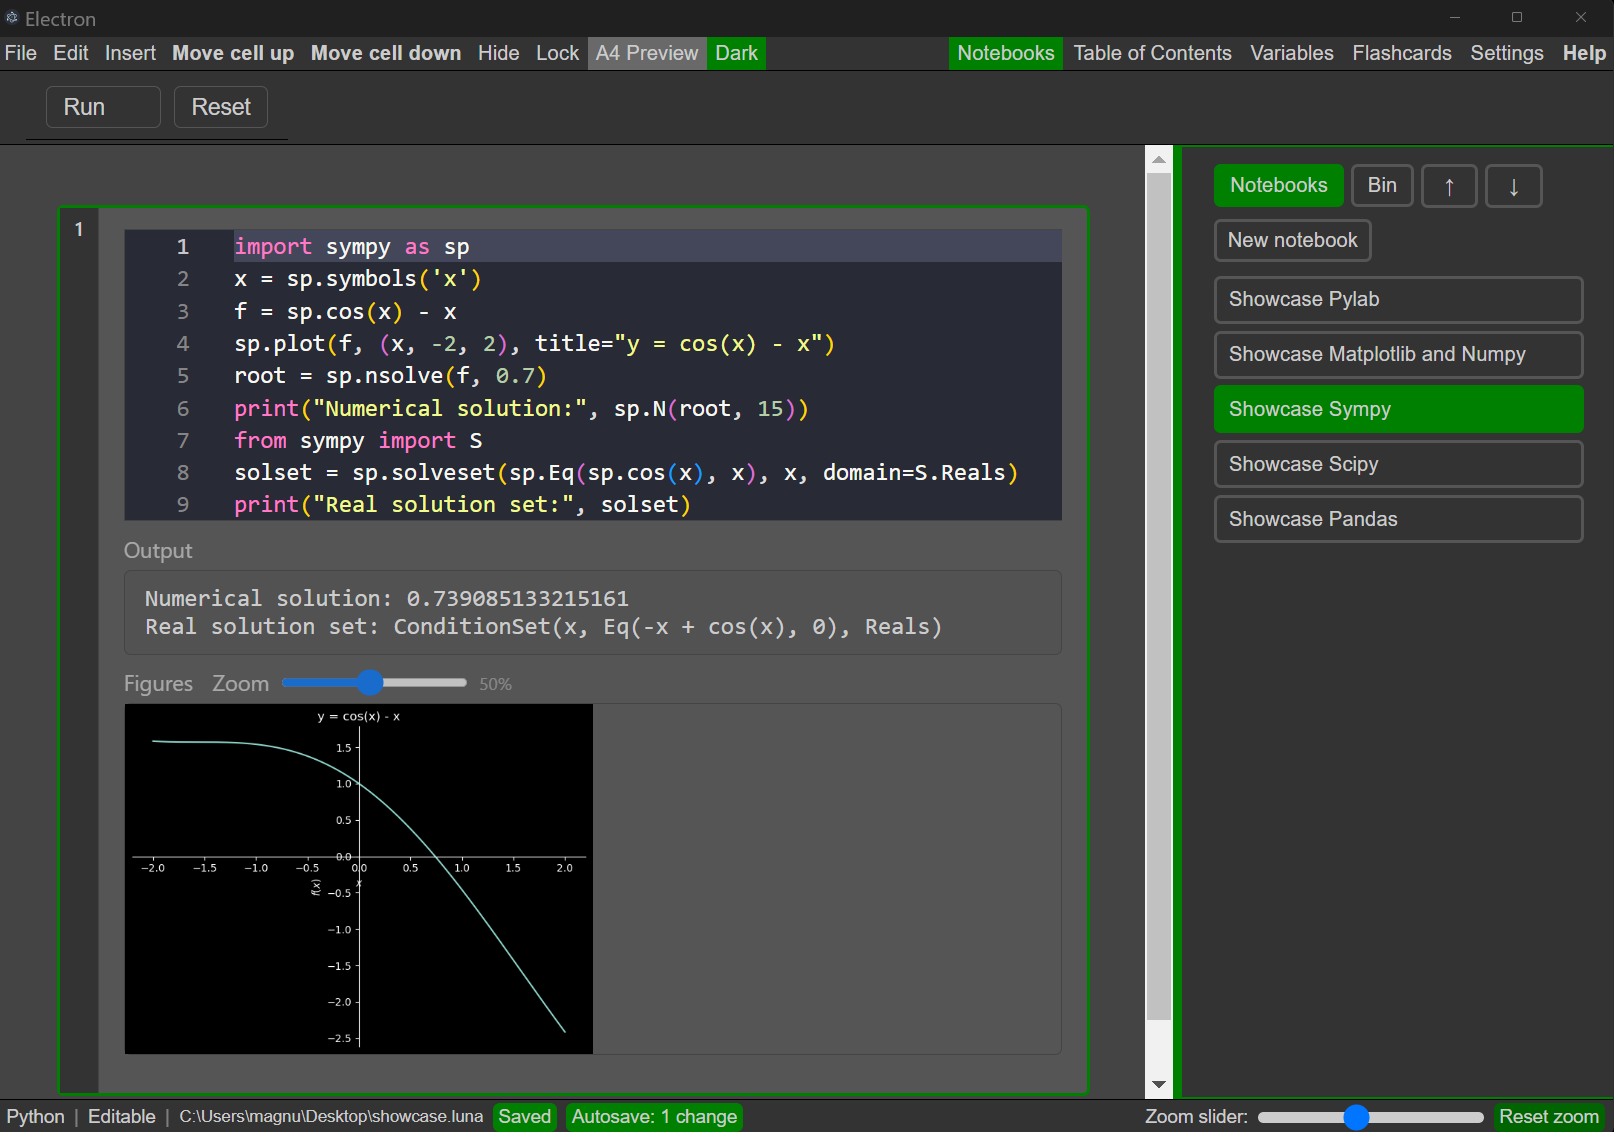 Electron
File Edit Insert Move cell up Move cell down Hide Lock A4 Preview Dark Notebooks Table of Contents Variables Flashcards Settings Help
Run Reset
Notebooks Bin ↑ ↓
New notebook
Showcase Pylab
Showcase Matplotlib and Numpy
Showcase Sympy
Showcase Scipy
Showcase Pandas
1
1 import sympy as sp
2 x = sp.symbols('x')
3 f = sp.cos(x) - x
4 sp.plot(f, (x, -2, 2), title="y = cos(x) - x")
5 root = sp.nsolve(f, 0.7)
6 print("Numerical solution:", sp.N(root, 15))
7 from sympy import S
8 solset = sp.solveset(sp.Eq(sp.cos(x), x), x, domain=S.Reals)
9 print("Real solution set:", solset)
Output
Numerical solution: 0.739085133215161
Real solution set: ConditionSet(x, Eq(-x + cos(x), 0), Reals)
Figures Zoom 50%
y = cos(x) - x
1.5
1.0
0.5
0.0
−2.0 −1.5 −1.0 −0.5 0.0 0.5 1.0 1.5 2.0
x
f(x)
−0.5
−1.0
−1.5
−2.0
−2.5
Python | Editable | C:\Users\magnu\Desktop\showcase.luna Saved Autosave: 1 change Zoom slider: Reset zoom